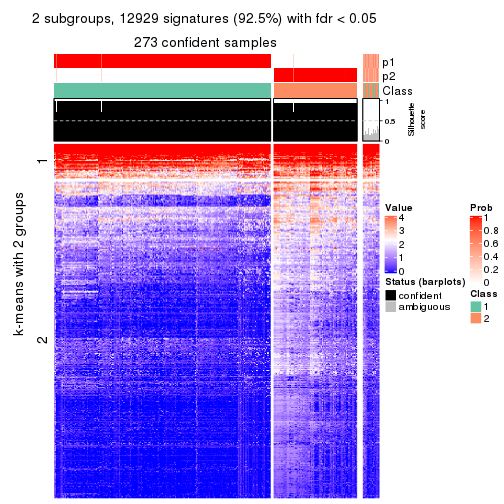 2 subgroups, 12929 signatures (92.5%) with fdr < 0.05
273 confident samples
p1
p2
Class
1
0.5
0
Silhouette
score
k-means with 2 groups
1
2
Value
4
3
2
1
0
Status (barplots)
confident
ambiguous
Prob
1
0.8
0.6
0.4
0.2
0
Class
1
2